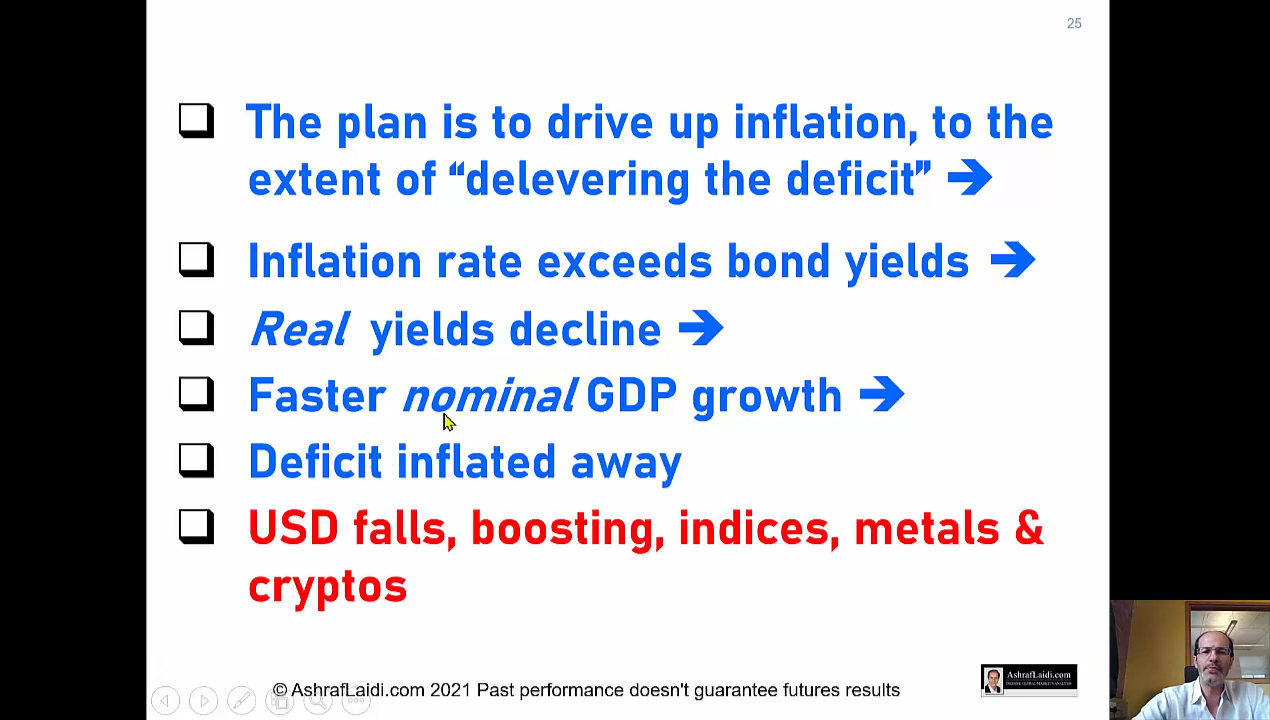 25
The plan is to drive up inflation, to the
extent of “delevering the deficit” ➔
Inflation rate exceeds bond yields ➔
Real yields decline ➔
Faster nominal GDP growth ➔
Deficit inflated away
USD falls, boosting, indices, metals &
cryptos
© AshrafLaidi.com 2021 Past performance doesn't guarantee futures results
AshrafLaidi.com